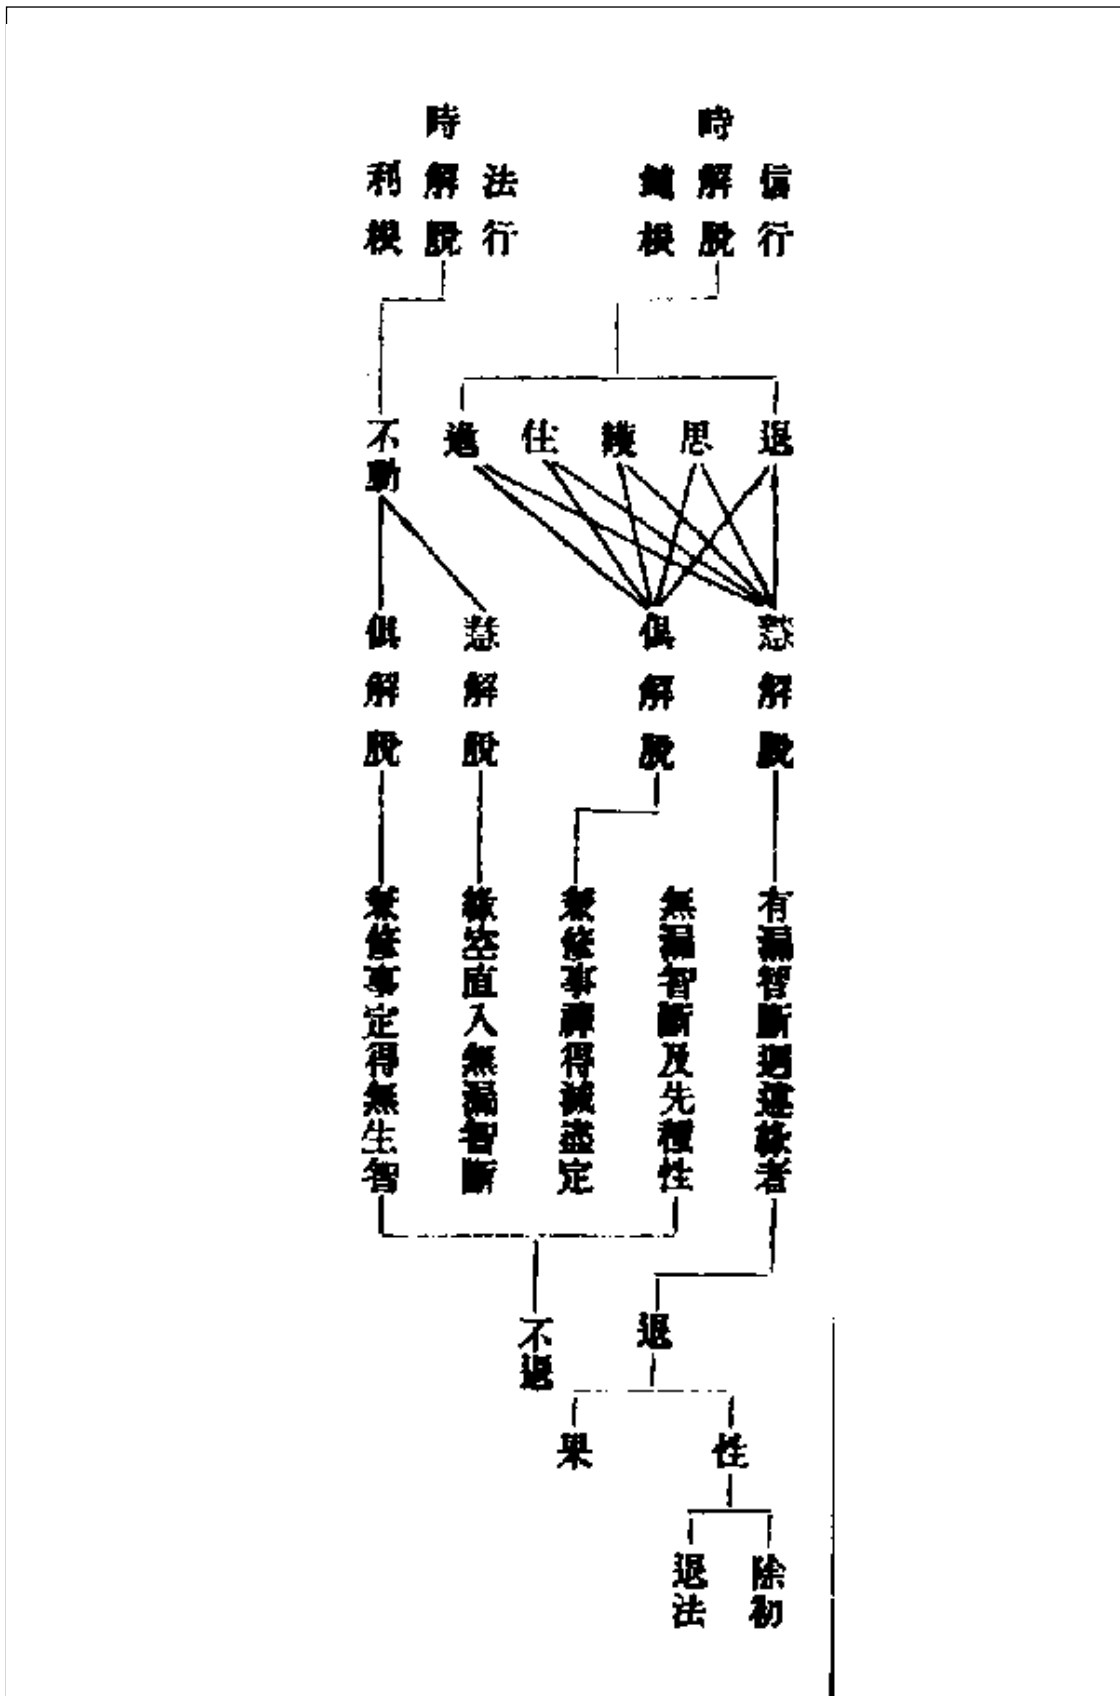 信行
時解脫
鈍根
法行
時解脫
利根
退
思
護
住
進
不動
慧解脫
俱解脫
慧解脫
俱解脫
有漏智斷遇違緣者
無漏智斷及先種性
兼修事禪得滅盡定
緣空直入無漏智斷
兼修事定得無生智
退
不退
性
果
除初
退法